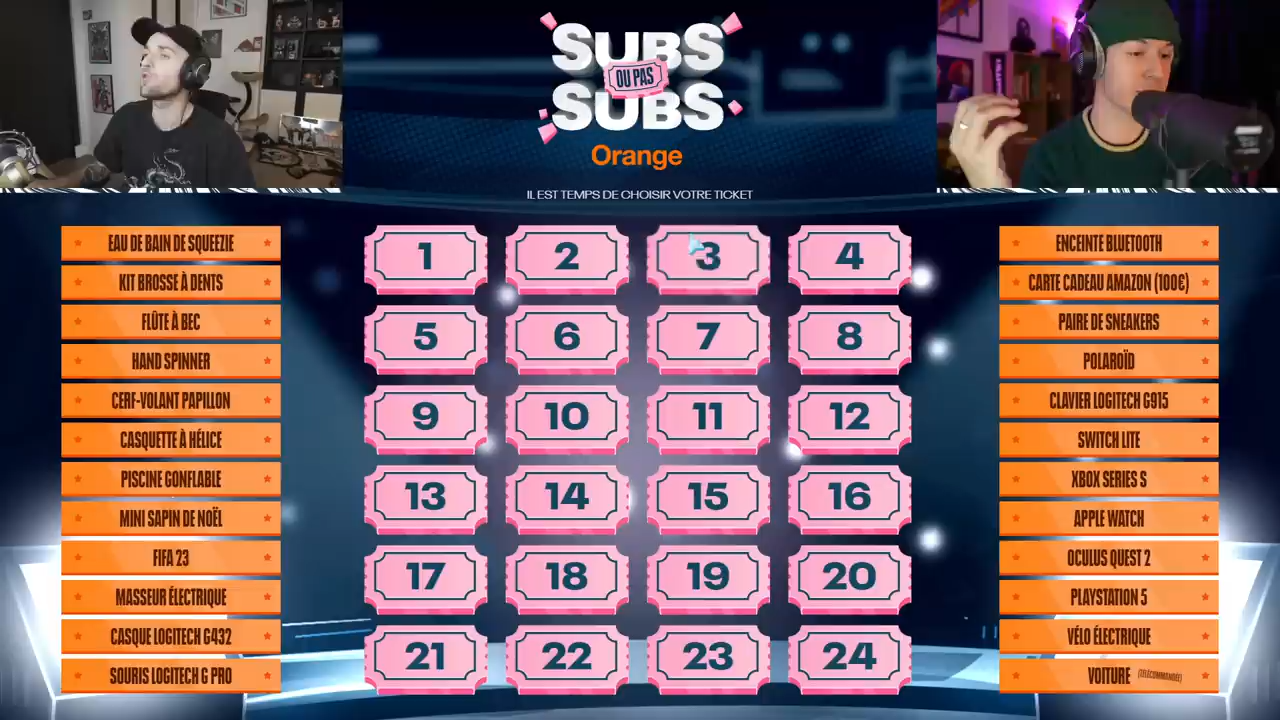 SUBS
OU PAS
SUBS
Orange
IL EST TEMPS DE CHOISIR VOTRE TICKET
EAU DE BAIN DE SQUEEZIE
KIT BROSSE À DENTS
FLÛTE À BEC
HAND SPINNER
CERF-VOLANT PAPILLON
CASQUETTE À HÉLICE
PISCINE GONFLABLE
MINI SAPIN DE NOËL
FIFA 23
MASSEUR ÉLECTRIQUE
CASQUE LOGITECH G432
SOURIS LOGITECH G PRO
1 2 3 4
5 6 7 8
9 10 11 12
13 14 15 16
17 18 19 20
21 22 23 24
ENCEINTE BLUETOOTH
CARTE CADEAU AMAZON (100€)
PAIRE DE SNEAKERS
POLAROÏD
CLAVIER LOGITECH G915
SWITCH LITE
XBOX SERIES S
APPLE WATCH
OCULUS QUEST 2
PLAYSTATION 5
VÉLO ÉLECTRIQUE
VOITURE (TÉLÉCOMMANDÉE)